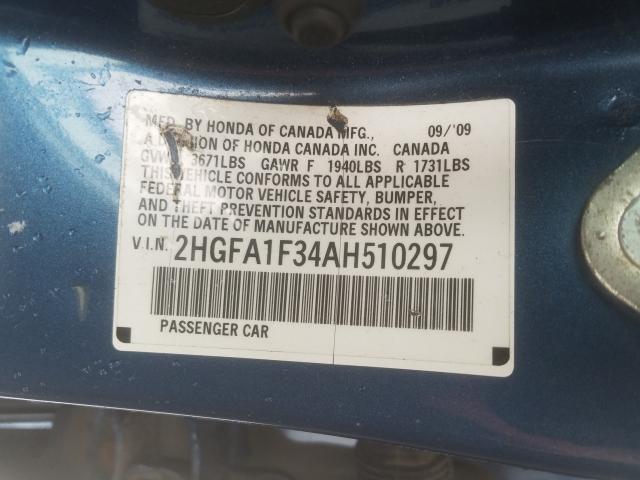 MFD. BY HONDA OF CANADA MFG., 09/'09
A DIVISION OF HONDA CANADA INC. CANADA
GVWR 3671LBS GAWR F 1940LBS R 1731LBS
THIS VEHICLE CONFORMS TO ALL APPLICABLE
FEDERAL MOTOR VEHICLE SAFETY, BUMPER,
AND THEFT PREVENTION STANDARDS IN EFFECT
ON THE DATE OF MANUFACTURE SHOWN ABOVE.
V.I.N. 2HGFA1F34AH510297
PASSENGER CAR